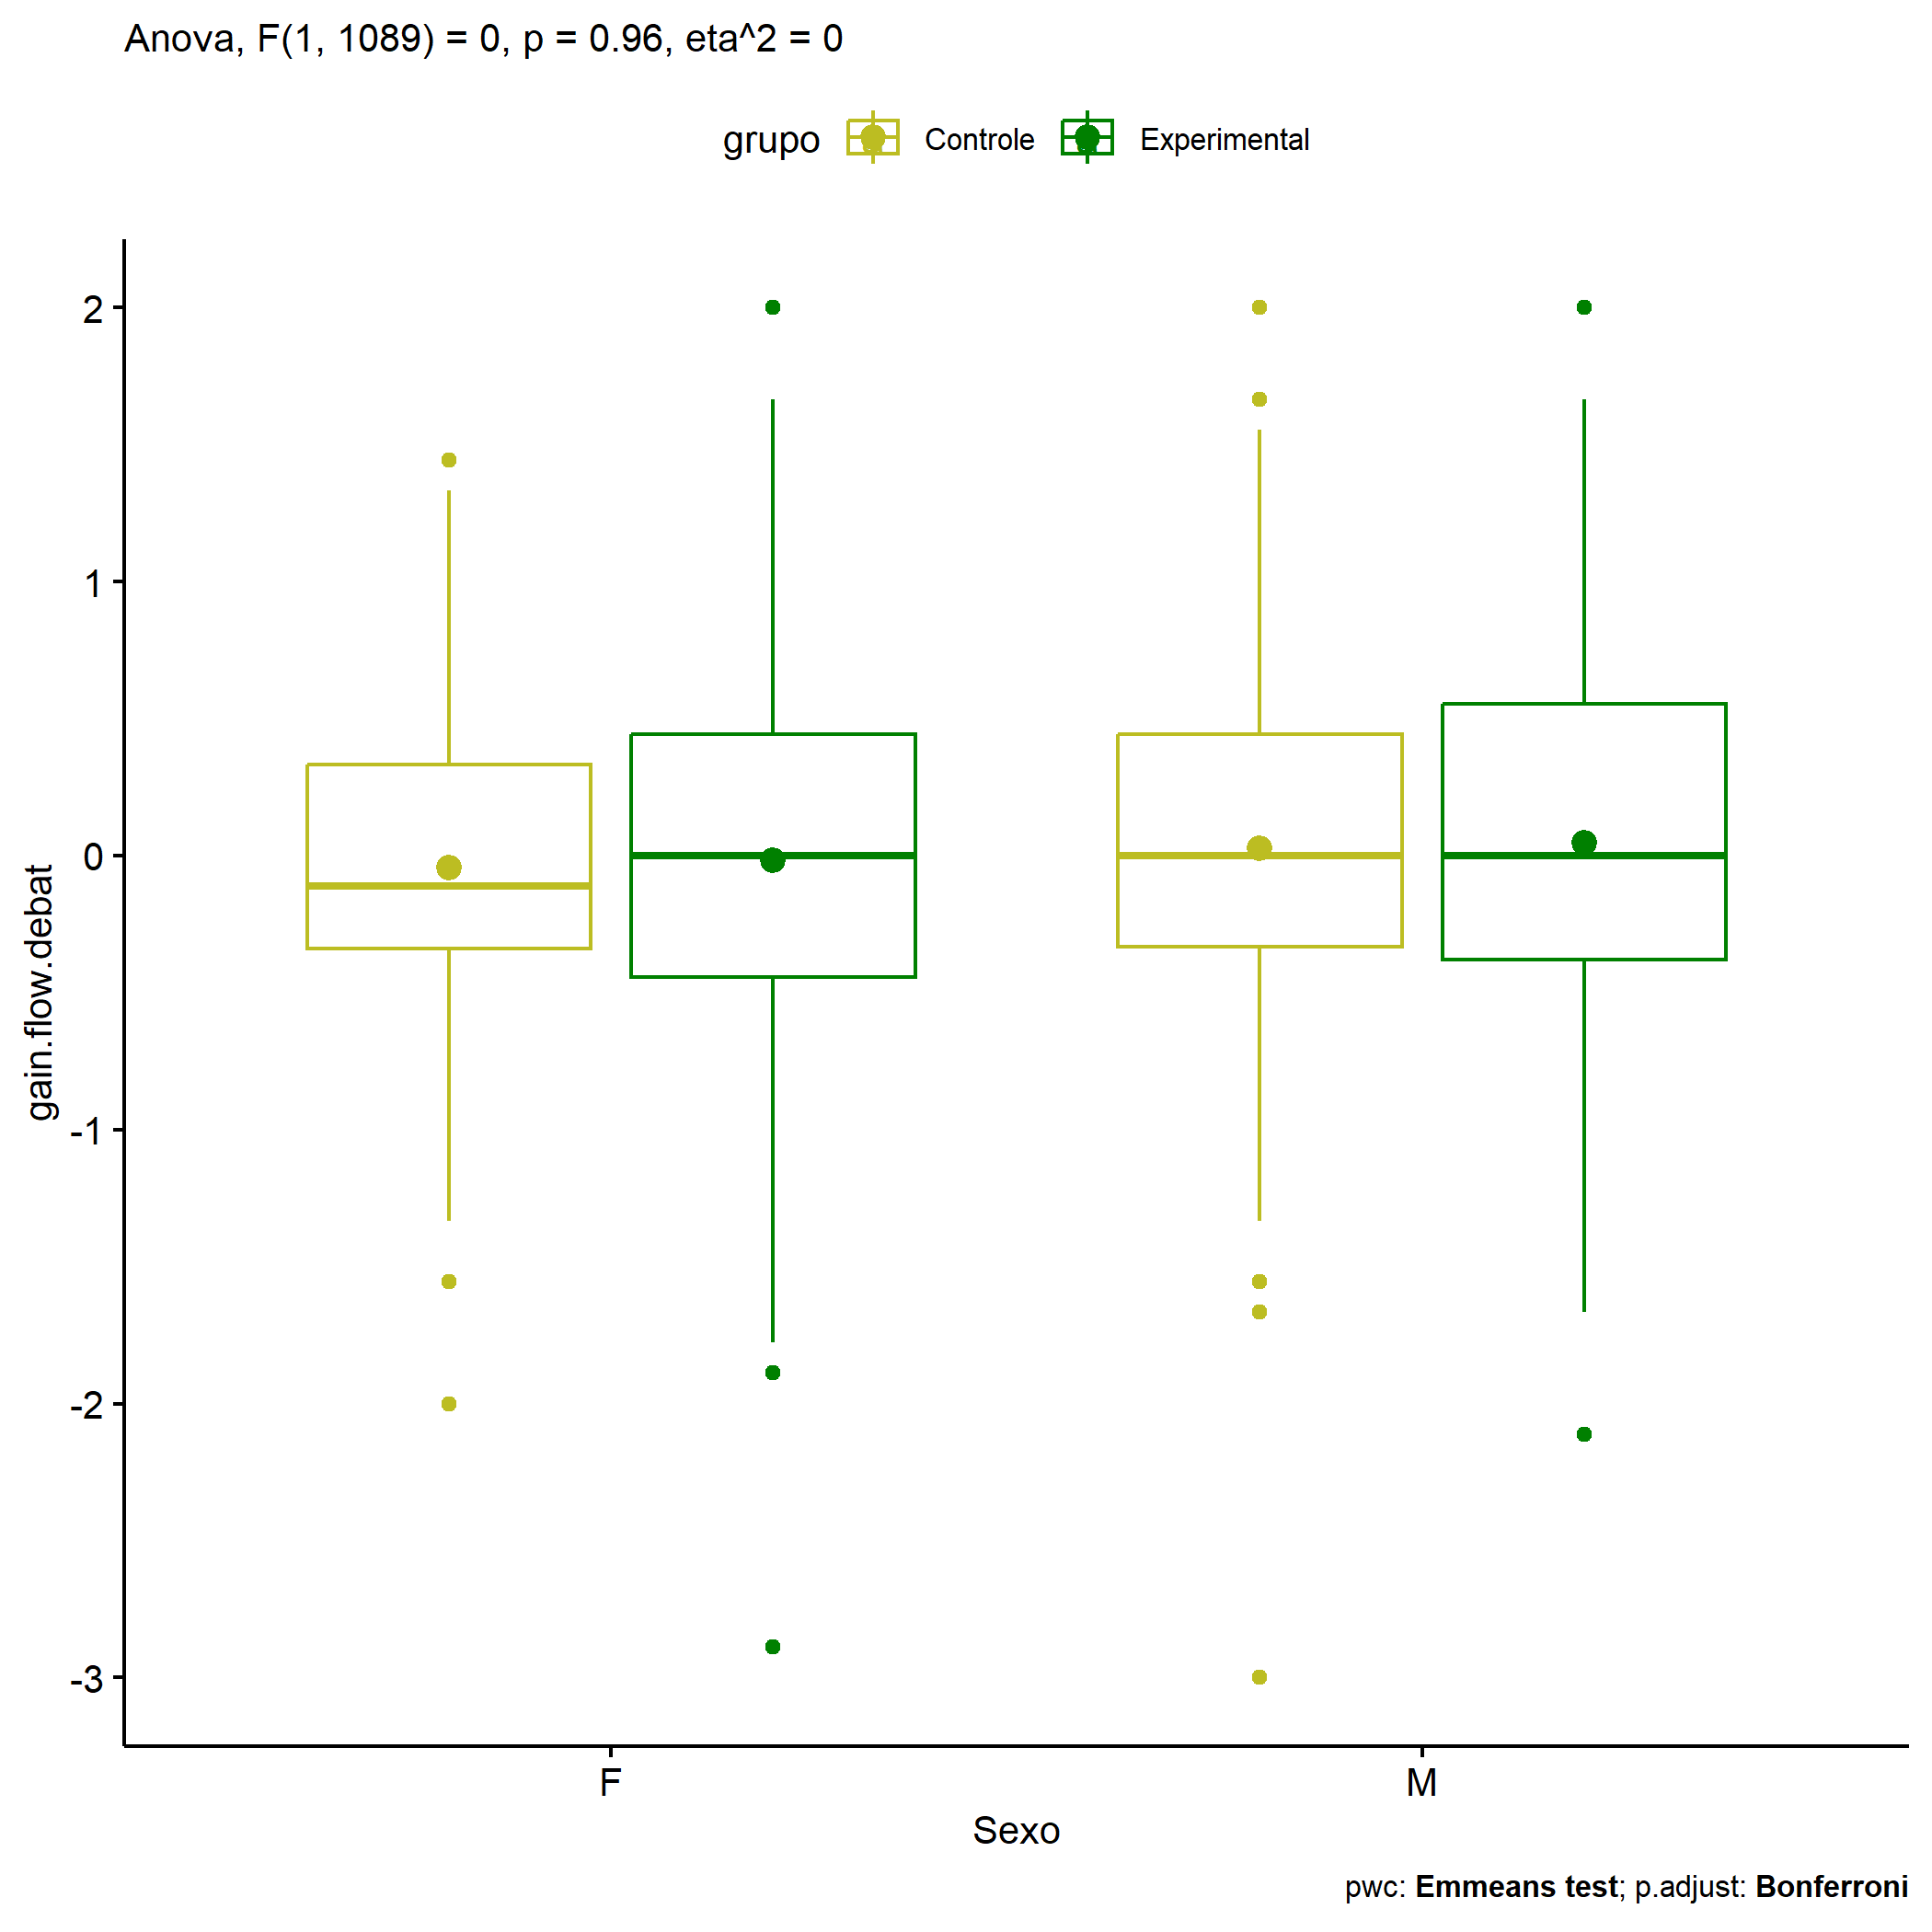 Anova, F(1, 1089) = 0, p = 0.96, eta^2 = 0
grupo Controle Experimental
2
1
0
-1
-2
-3
gain.flow.debat
F M
Sexo
pwc: Emmeans test; p.adjust: Bonferroni